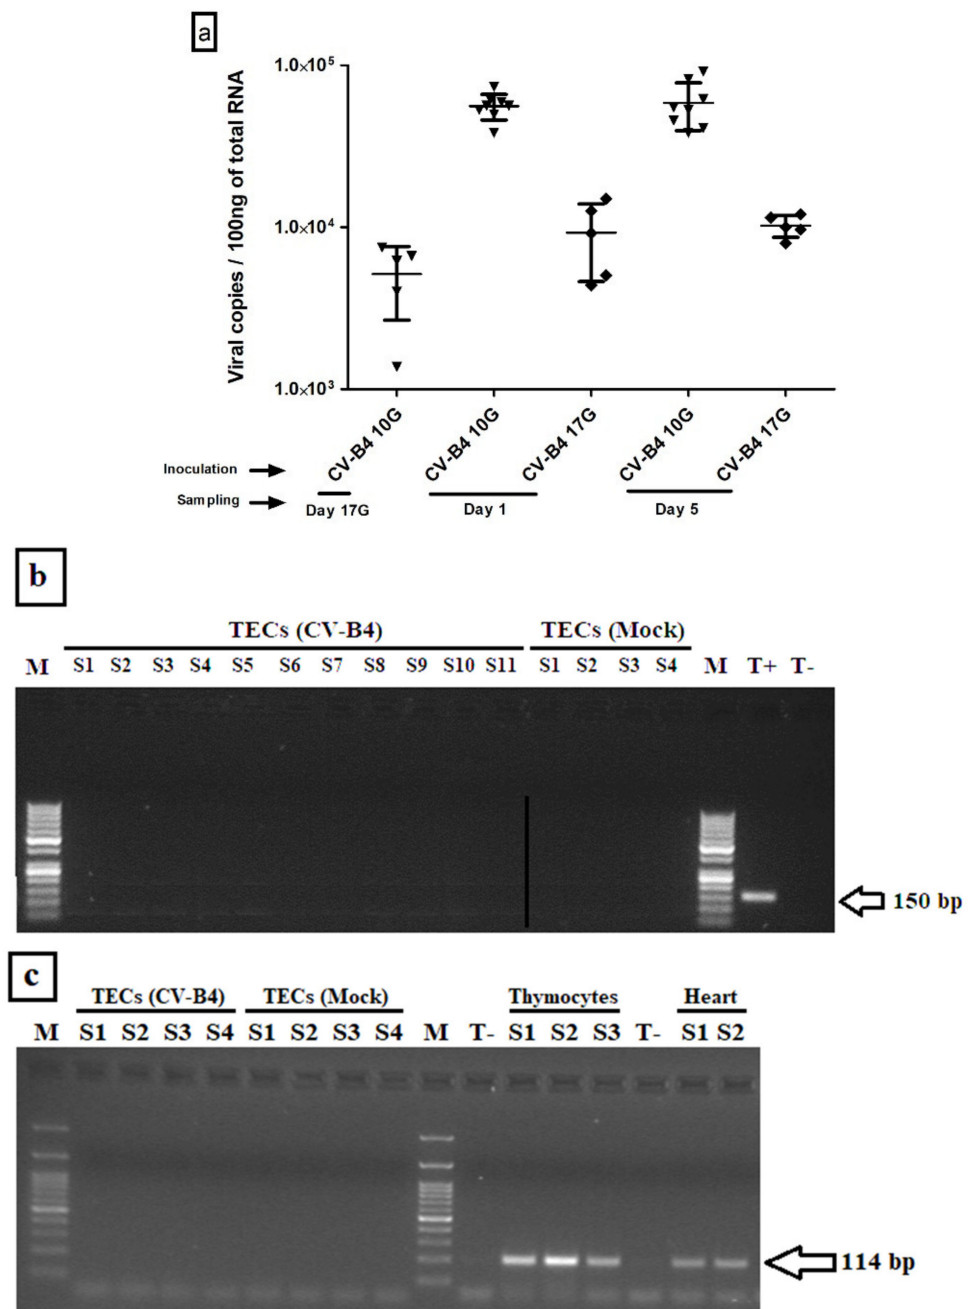 a
1.0×10⁵
1.0×10⁴
1.0×10³
Viral copies / 100ng of total RNA
CV-B4 10G
CV-B4 10G
CV-B4 17G
CV-B4 10G
CV-B4 17G
Inoculation
Sampling
Day 17G
Day 1
Day 5
b
TECs (CV-B4) TECs (Mock)
M S1 S2 S3 S4 S5 S6 S7 S8 S9 S10 S11 S1 S2 S3 S4 M T+ T-
150 bp
c
TECs (CV-B4) TECs (Mock) Thymocytes Heart
M S1 S2 S3 S4 S1 S2 S3 S4 M T- S1 S2 S3 T- S1 S2
114 bp